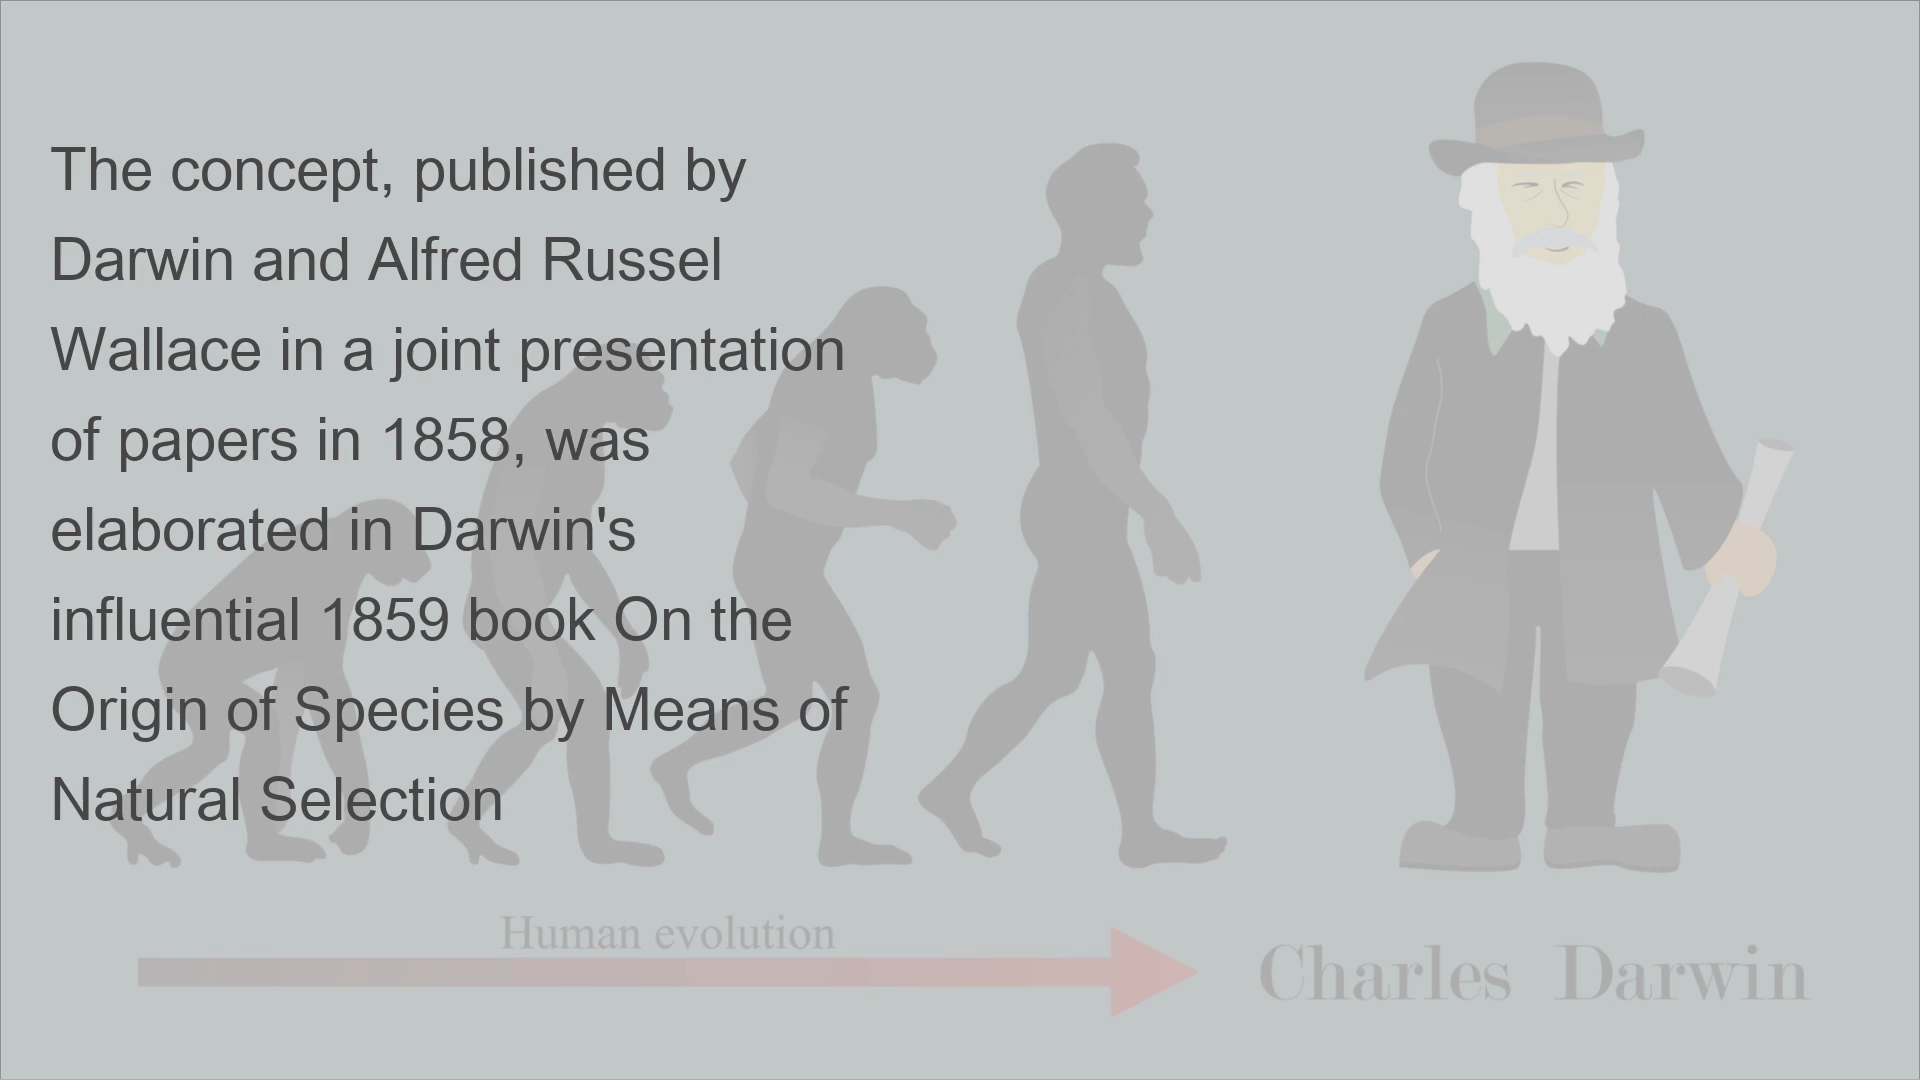 The concept, published by
Darwin and Alfred Russel
Wallace in a joint presentation
of papers in 1858, was
elaborated in Darwin's
influential 1859 book On the
Origin of Species by Means of
Natural Selection
Human evolution
Charles Darwin